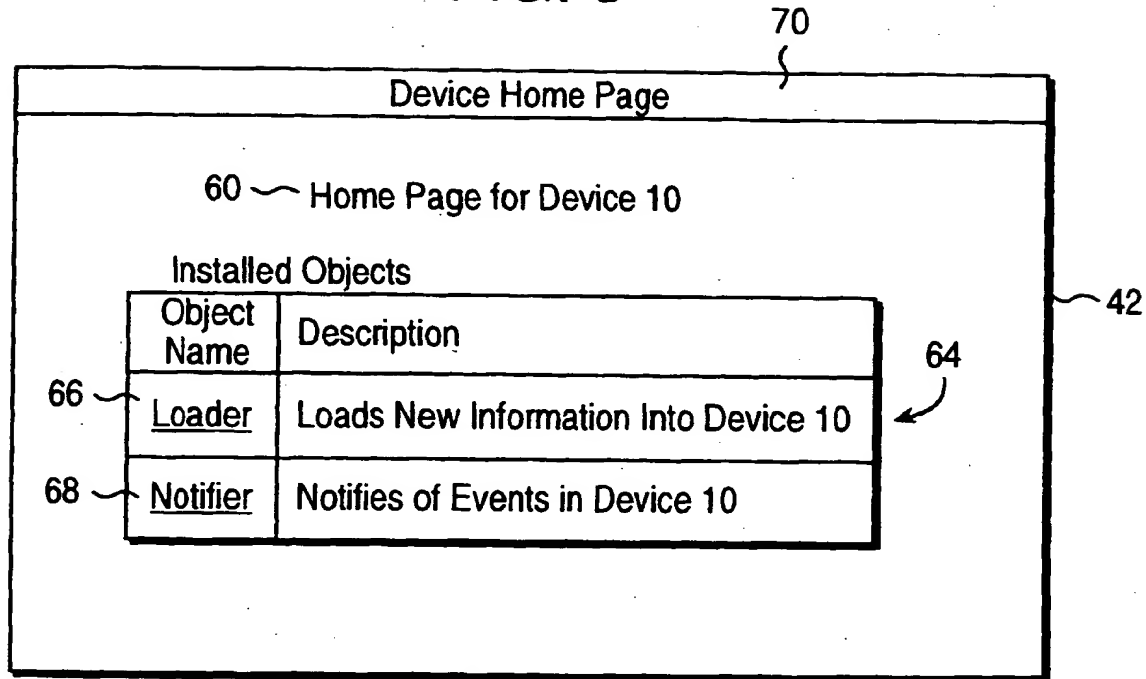 70
Device Home Page
60 Home Page for Device 10
Installed Objects
Object Name Description
42
64
66 Loader Loads New Information Into Device 10
68 Notifier Notifies of Events in Device 10